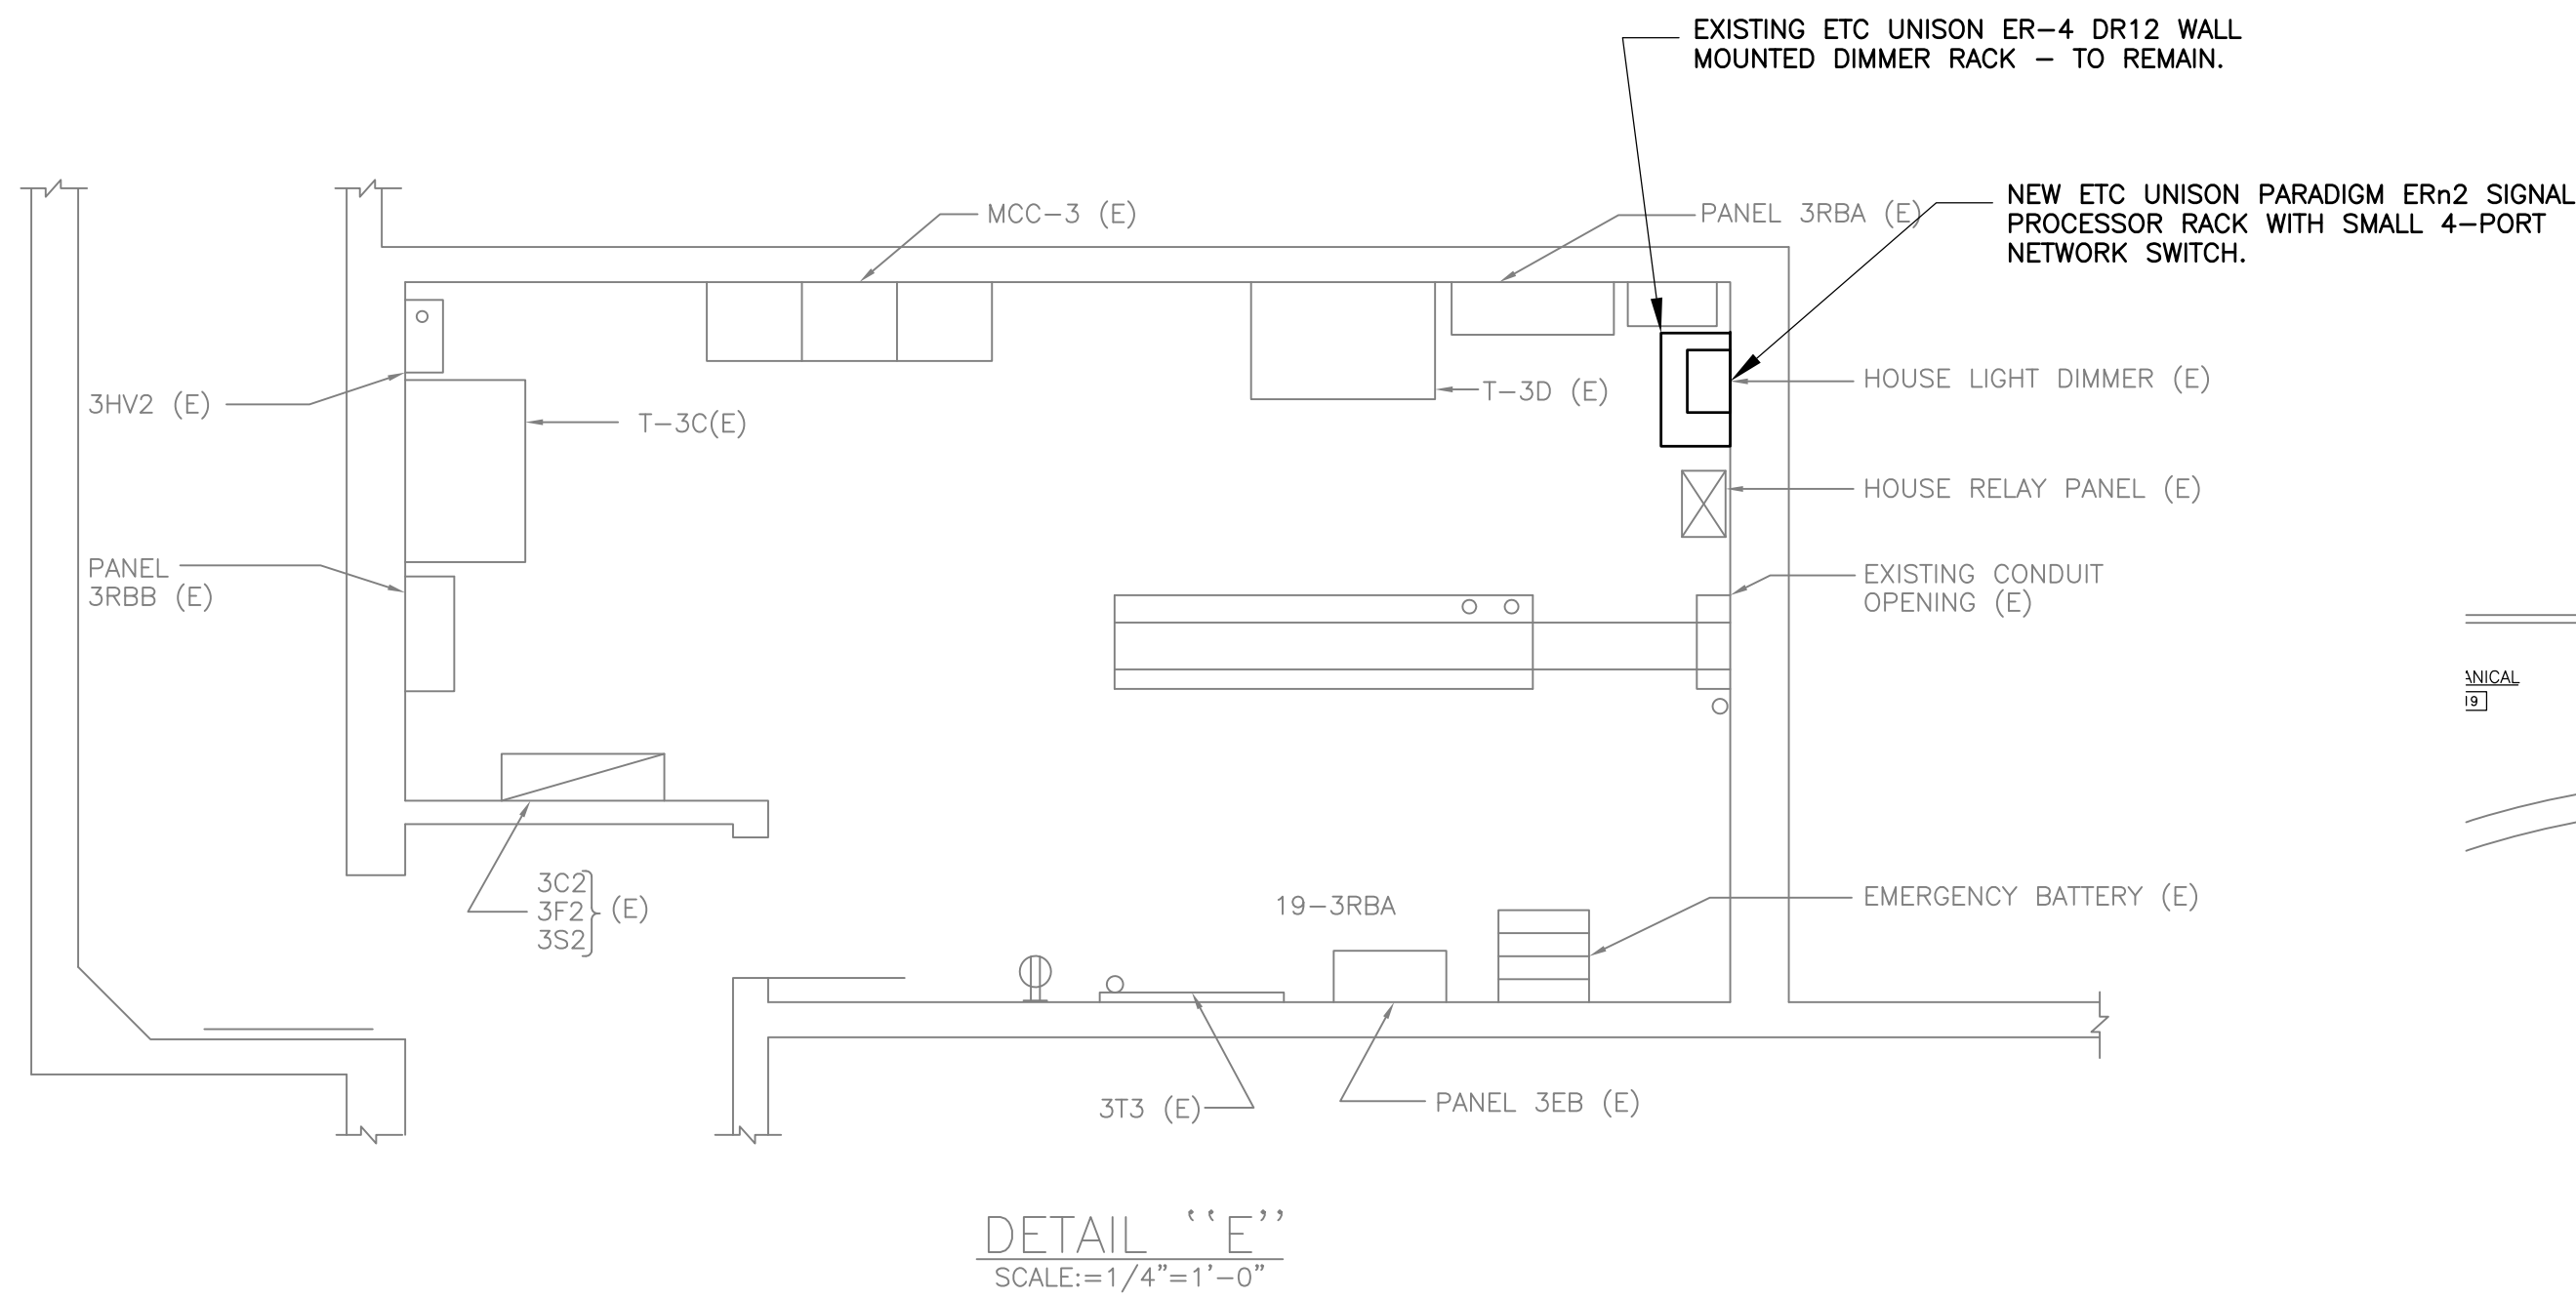 EXISTING ETC UNISON ER-4 DR12 WALL
MOUNTED DIMMER RACK - TO REMAIN.
NEW ETC UNISON PARADIGM ERn2 SIGNAL
PROCESSOR RACK WITH SMALL 4-PORT
NETWORK SWITCH.
MCC-3 (E)
PANEL 3RBA (E)
3HV2 (E)
T-3C(E)
T-3D (E)
HOUSE LIGHT DIMMER (E)
HOUSE RELAY PANEL (E)
PANEL
3RBB (E)
EXISTING CONDUIT
OPENING (E)
ANICAL
19
3C2
3F2 (E)
3S2
19-3RBA
EMERGENCY BATTERY (E)
3T3 (E)
PANEL 3EB (E)
DETAIL ‘‘E’’
SCALE:=1/4”=1’-0”